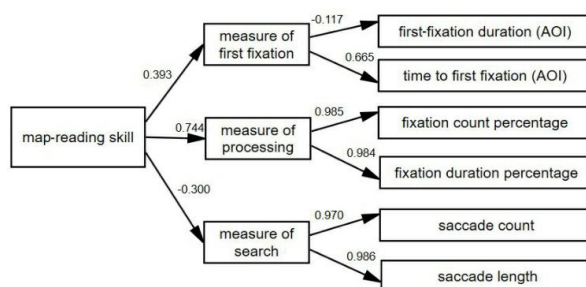 -0.117
first-fixation duration (AOI)
measure of
first fixation
0.393
0.665
time to first fixation (AOI)
map-reading skill
0.744
measure of
processing
0.985
fixation count percentage
0.984
fixation duration percentage
-0.300
measure of
search
0.970
saccade count
0.986
saccade length